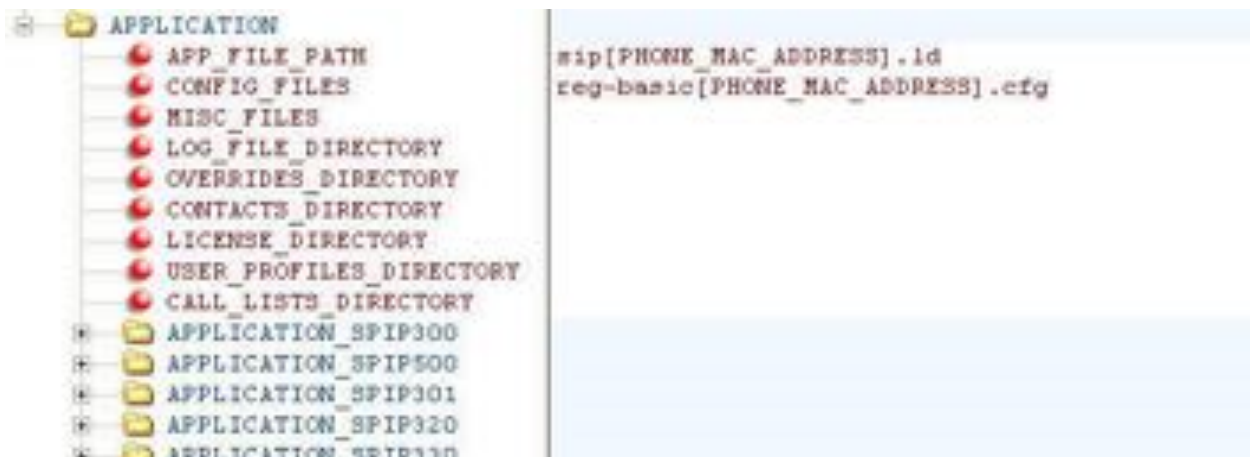 APPLICATION
APP_FILE_PATH sip[PHONE_MAC_ADDRESS].ld
CONFIG_FILES reg-basic[PHONE_MAC_ADDRESS].cfg
MISC_FILES
LOG_FILE_DIRECTORY
OVERRIDES_DIRECTORY
CONTACTS_DIRECTORY
LICENSE_DIRECTORY
USER_PROFILES_DIRECTORY
CALL_LISTS_DIRECTORY
APPLICATION_SPIP300
APPLICATION_SPIP500
APPLICATION_SPIP301
APPLICATION_SPIP320
APPLICATION_SPIP330